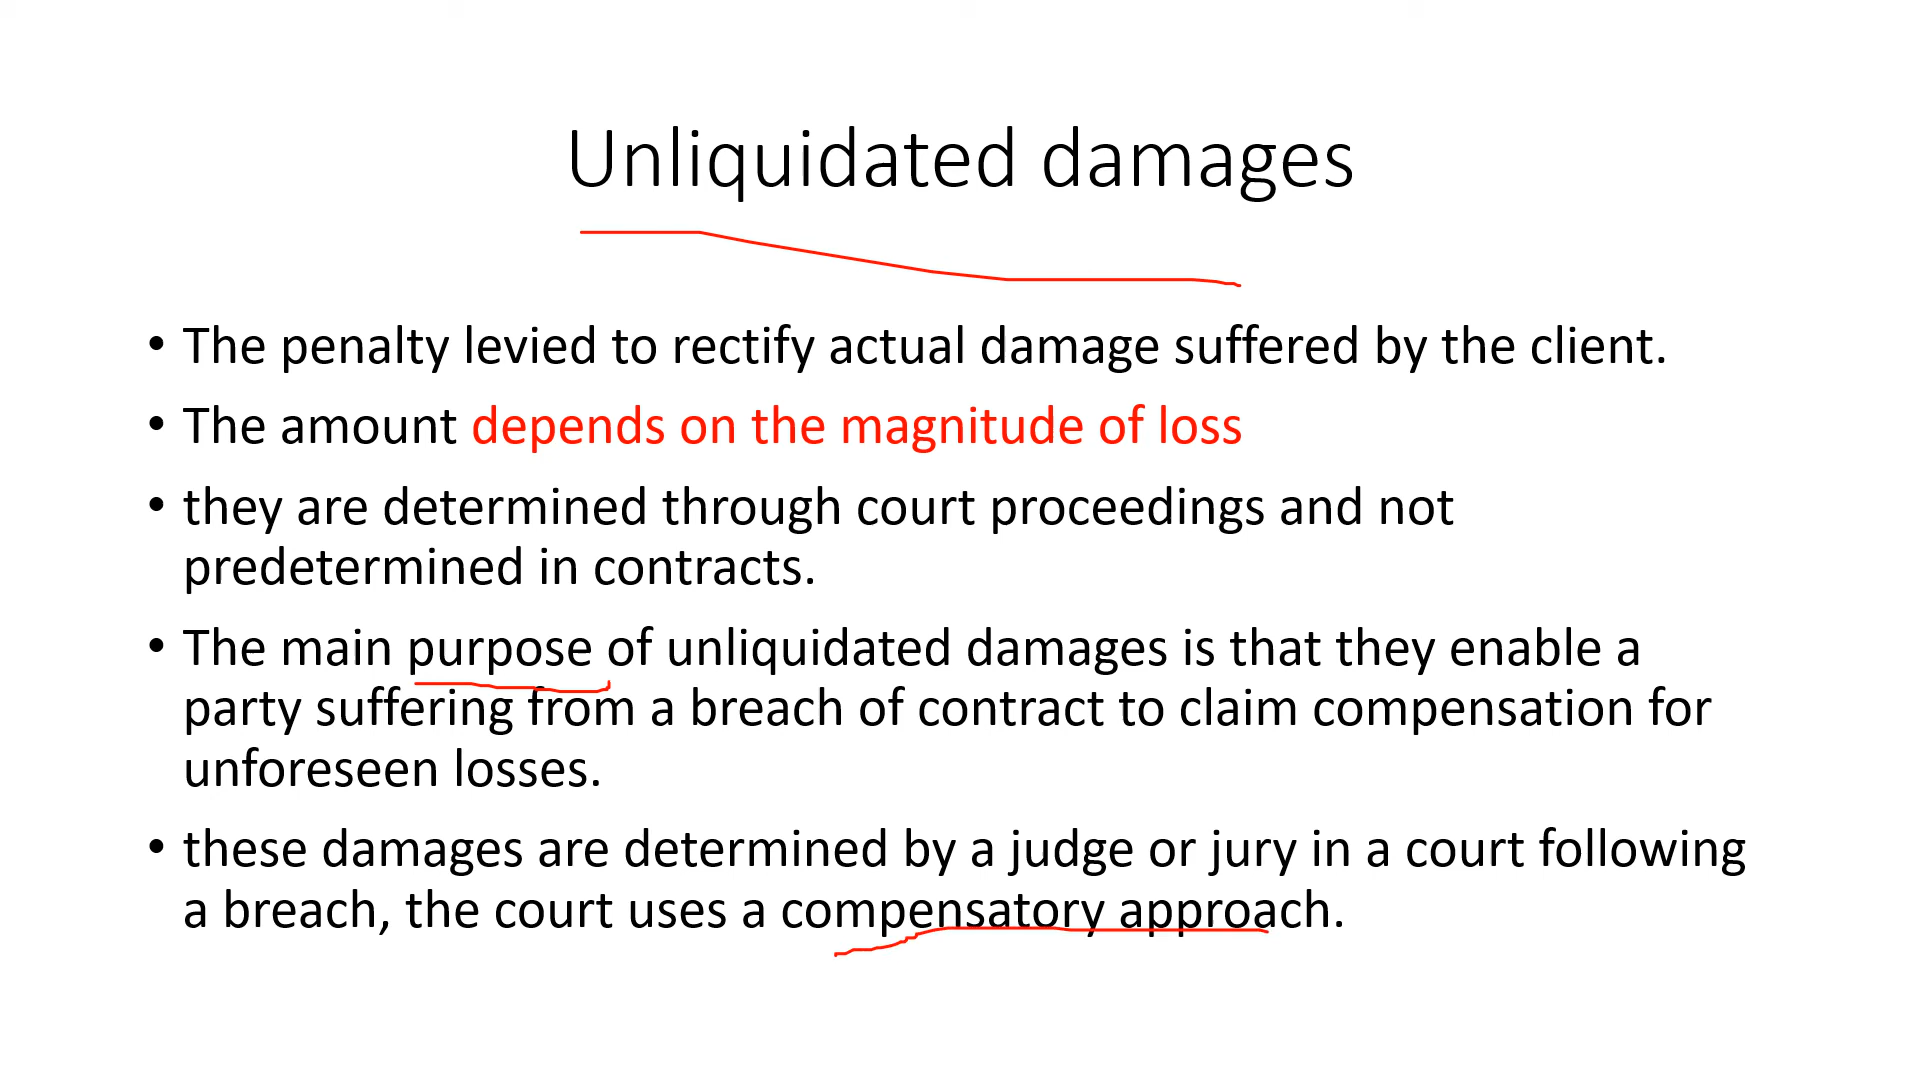 Unliquidated damages
• The penalty levied to rectify actual damage suffered by the client.
• The amount depends on the magnitude of loss
• they are determined through court proceedings and not
predetermined in contracts.
• The main purpose of unliquidated damages is that they enable a
party suffering from a breach of contract to claim compensation for
unforeseen losses.
• these damages are determined by a judge or jury in a court following
a breach, the court uses a compensatory approach.